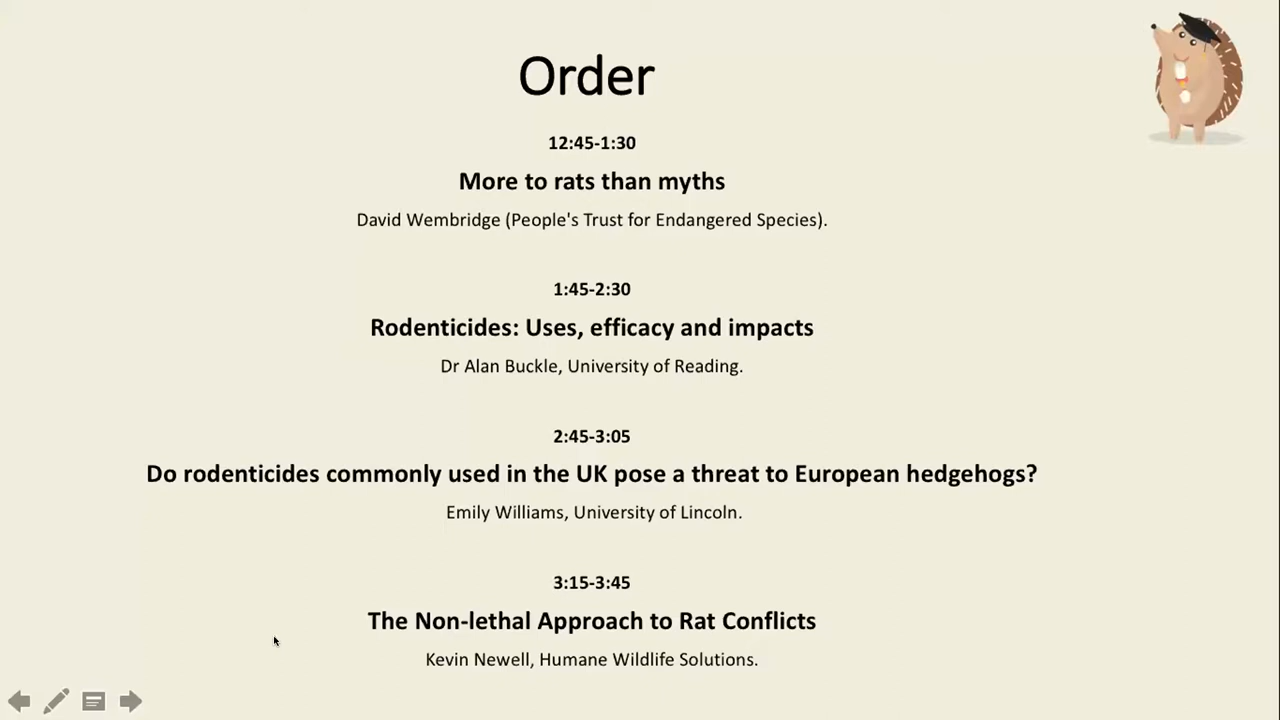 Order
12:45-1:30
More to rats than myths
David Wembridge (People's Trust for Endangered Species).
1:45-2:30
Rodenticides: Uses, efficacy and impacts
Dr Alan Buckle, University of Reading.
2:45-3:05
Do rodenticides commonly used in the UK pose a threat to European hedgehogs?
Emily Williams, University of Lincoln.
3:15-3:45
The Non-lethal Approach to Rat Conflicts
Kevin Newell, Humane Wildlife Solutions.